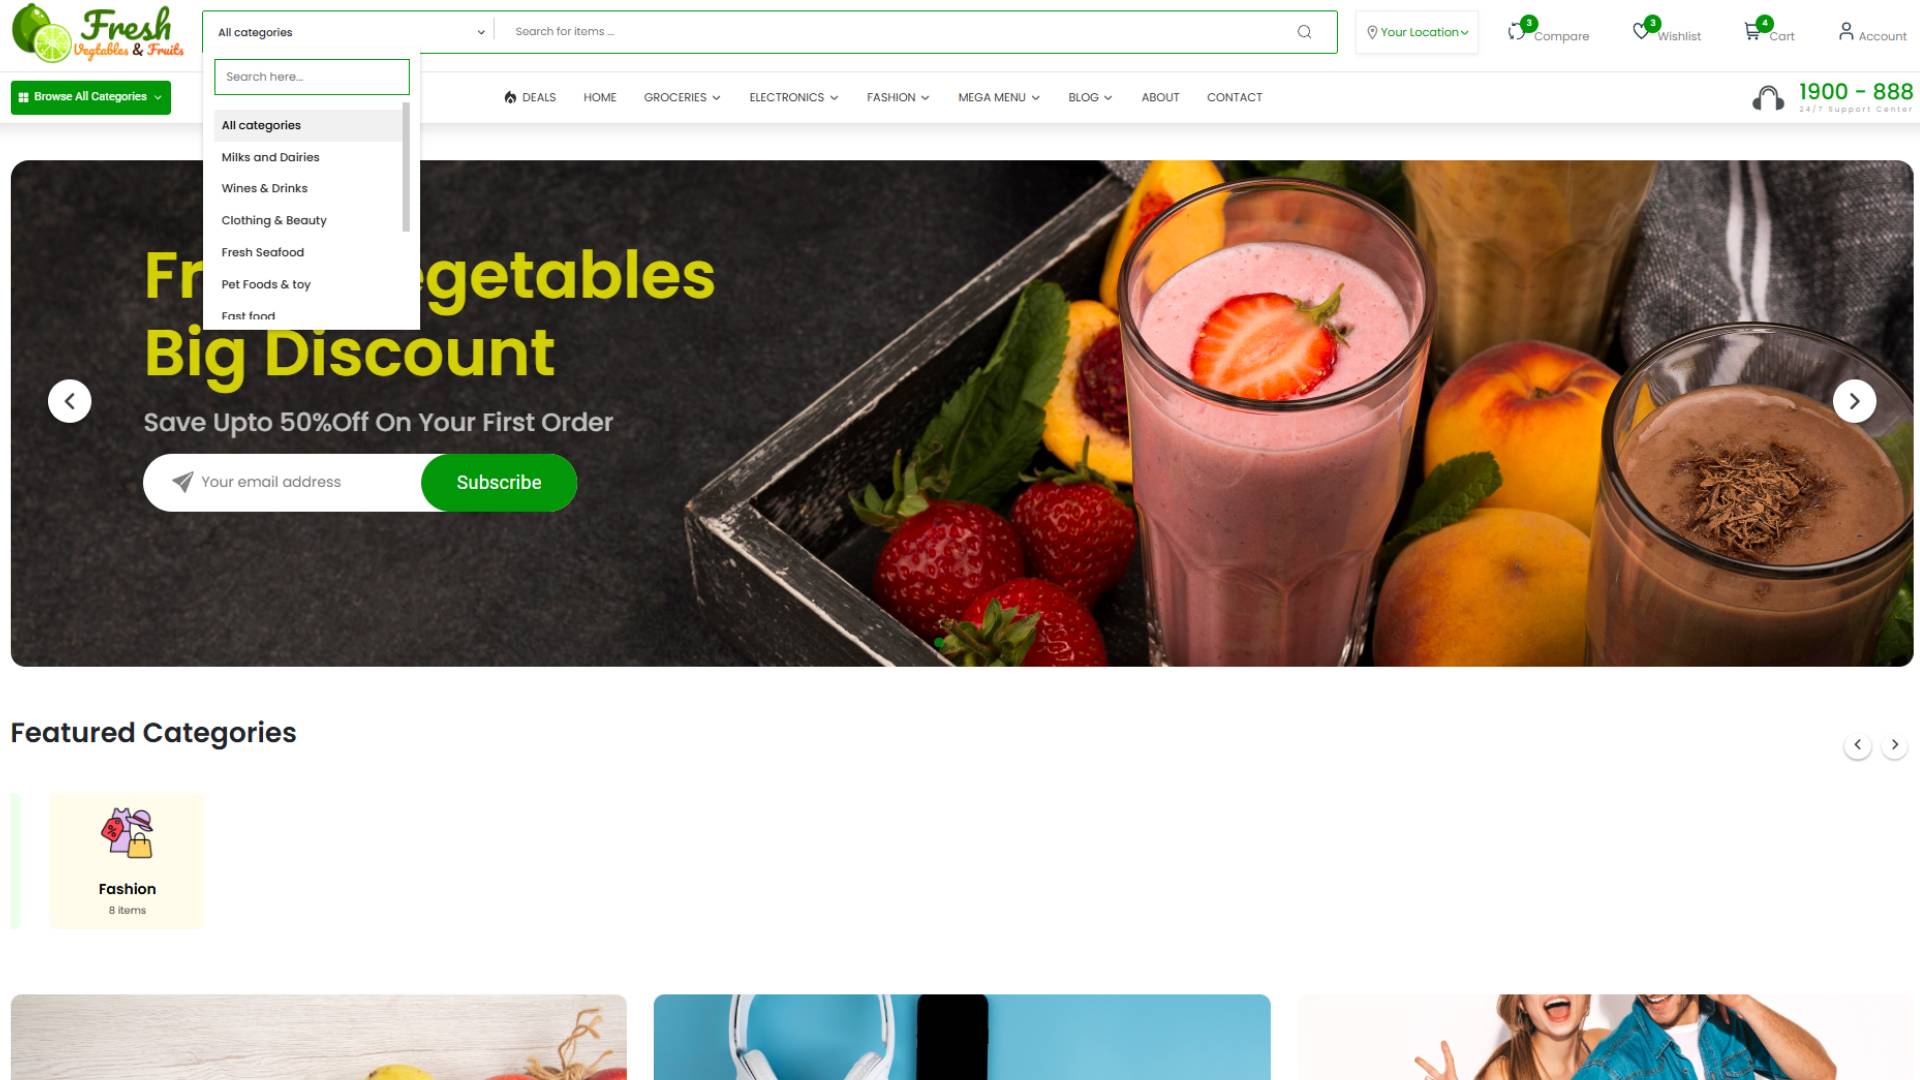 Fresh
Vegtables & Fruits
All categories
Search for items ...
Your Location
3
Compare
3
Wishlist
4
Cart
Account
Search here...
Browse All Categories
DEALS
HOME
GROCERIES
ELECTRONICS
FASHION
MEGA MENU
BLOG
ABOUT
CONTACT
1900 - 888
24/7 Support Center
All categories
Milks and Dairies
Wines & Drinks
Clothing & Beauty
Fresh Seafood
Pet Foods & toy
Fast food
Fr egetables
Big Discount
Save Upto 50%Off On Your First Order
Your email address
Subscribe
Featured Categories
Fashion
8 items